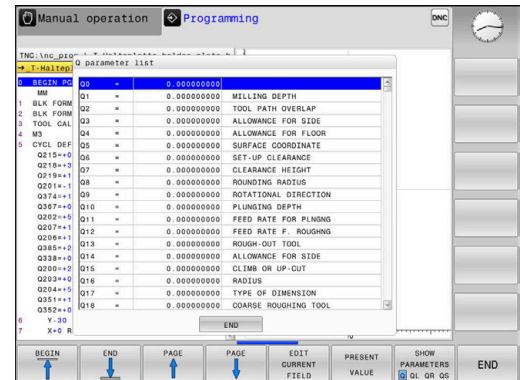 Manual operation
Programming
DNC
TNC:\nc_prog
→_T-Haltepl
Q parameter list
0 BEGIN PG
MM
1 BLK FORM
2 BLK FORM
3 TOOL CAL
4 M3
5 CYCL DEF
Q215=+0
Q218=+3
Q219=+1
Q201=-1
Q374=+1
Q367=+0
Q202=+5
Q207=+1
Q206=+1
Q385=+2
Q338=+0
Q200=+2
Q203=+0
Q204=+5
Q351=+1
Q352=+0
6 Y-30
7 X+0 R
Q0 = 0.000000000
Q1 = 0.000000000 MILLING DEPTH
Q2 = 0.000000000 TOOL PATH OVERLAP
Q3 = 0.000000000 ALLOWANCE FOR SIDE
Q4 = 0.000000000 ALLOWANCE FOR FLOOR
Q5 = 0.000000000 SURFACE COORDINATE
Q6 = 0.000000000 SET-UP CLEARANCE
Q7 = 0.000000000 CLEARANCE HEIGHT
Q8 = 0.000000000 ROUNDING RADIUS
Q9 = 0.000000000 ROTATIONAL DIRECTION
Q10 = 0.000000000 PLUNGING DEPTH
Q11 = 0.000000000 FEED RATE FOR PLNGNG
Q12 = 0.000000000 FEED RATE F. ROUGHNG
Q13 = 0.000000000 ROUGH-OUT TOOL
Q14 = 0.000000000 ALLOWANCE FOR SIDE
Q15 = 0.000000000 CLIMB OR UP-CUT
Q16 = 0.000000000 RADIUS
Q17 = 0.000000000 TYPE OF DIMENSION
Q18 = 0.000000000 COARSE ROUGHING TOOL
END
BEGIN
END
PAGE
PAGE
EDIT
CURRENT
FIELD
PRESENT
VALUE
SHOW
PARAMETERS
Q QL QR QS
END